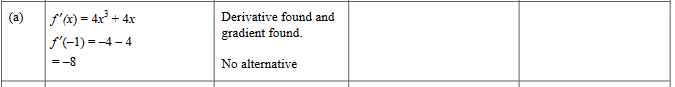 (a)
f'(x) = 4x³ + 4x
f'(–1) = –4 – 4
= –8
Derivative found and
gradient found.
No alternative